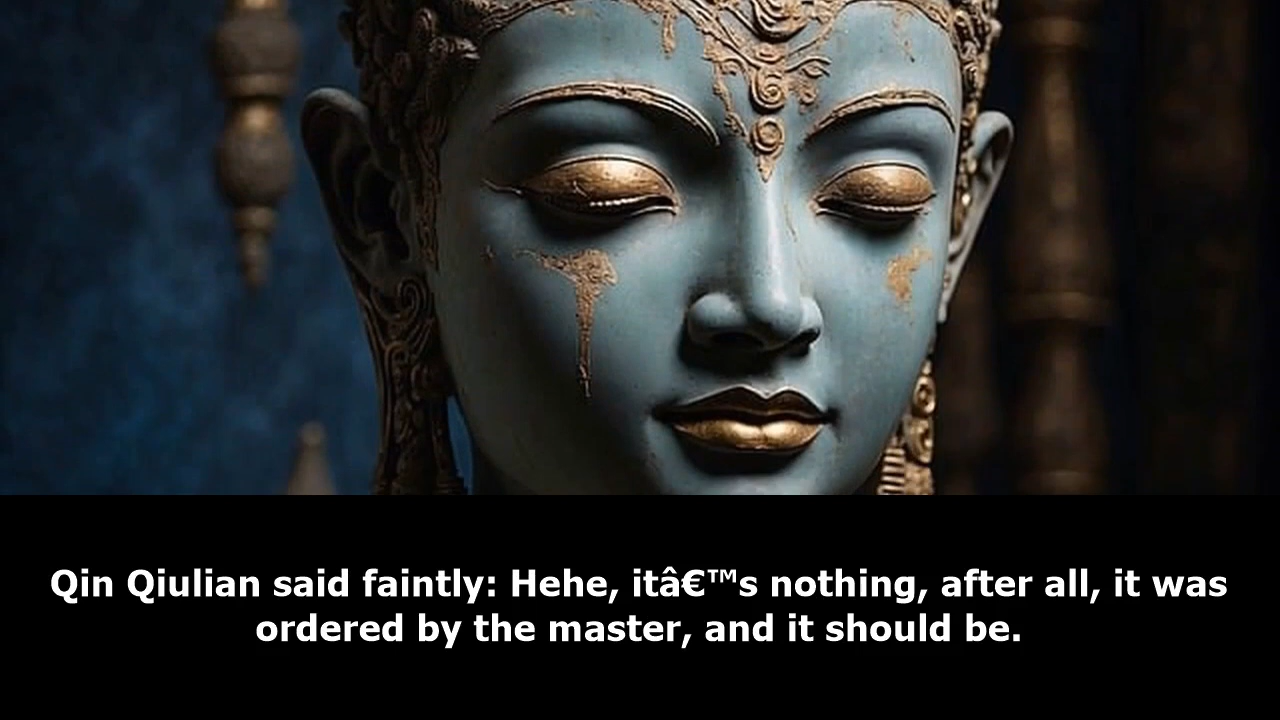 Qin Qiulian said faintly: Hehe, itâ€™s nothing, after all, it was
ordered by the master, and it should be.